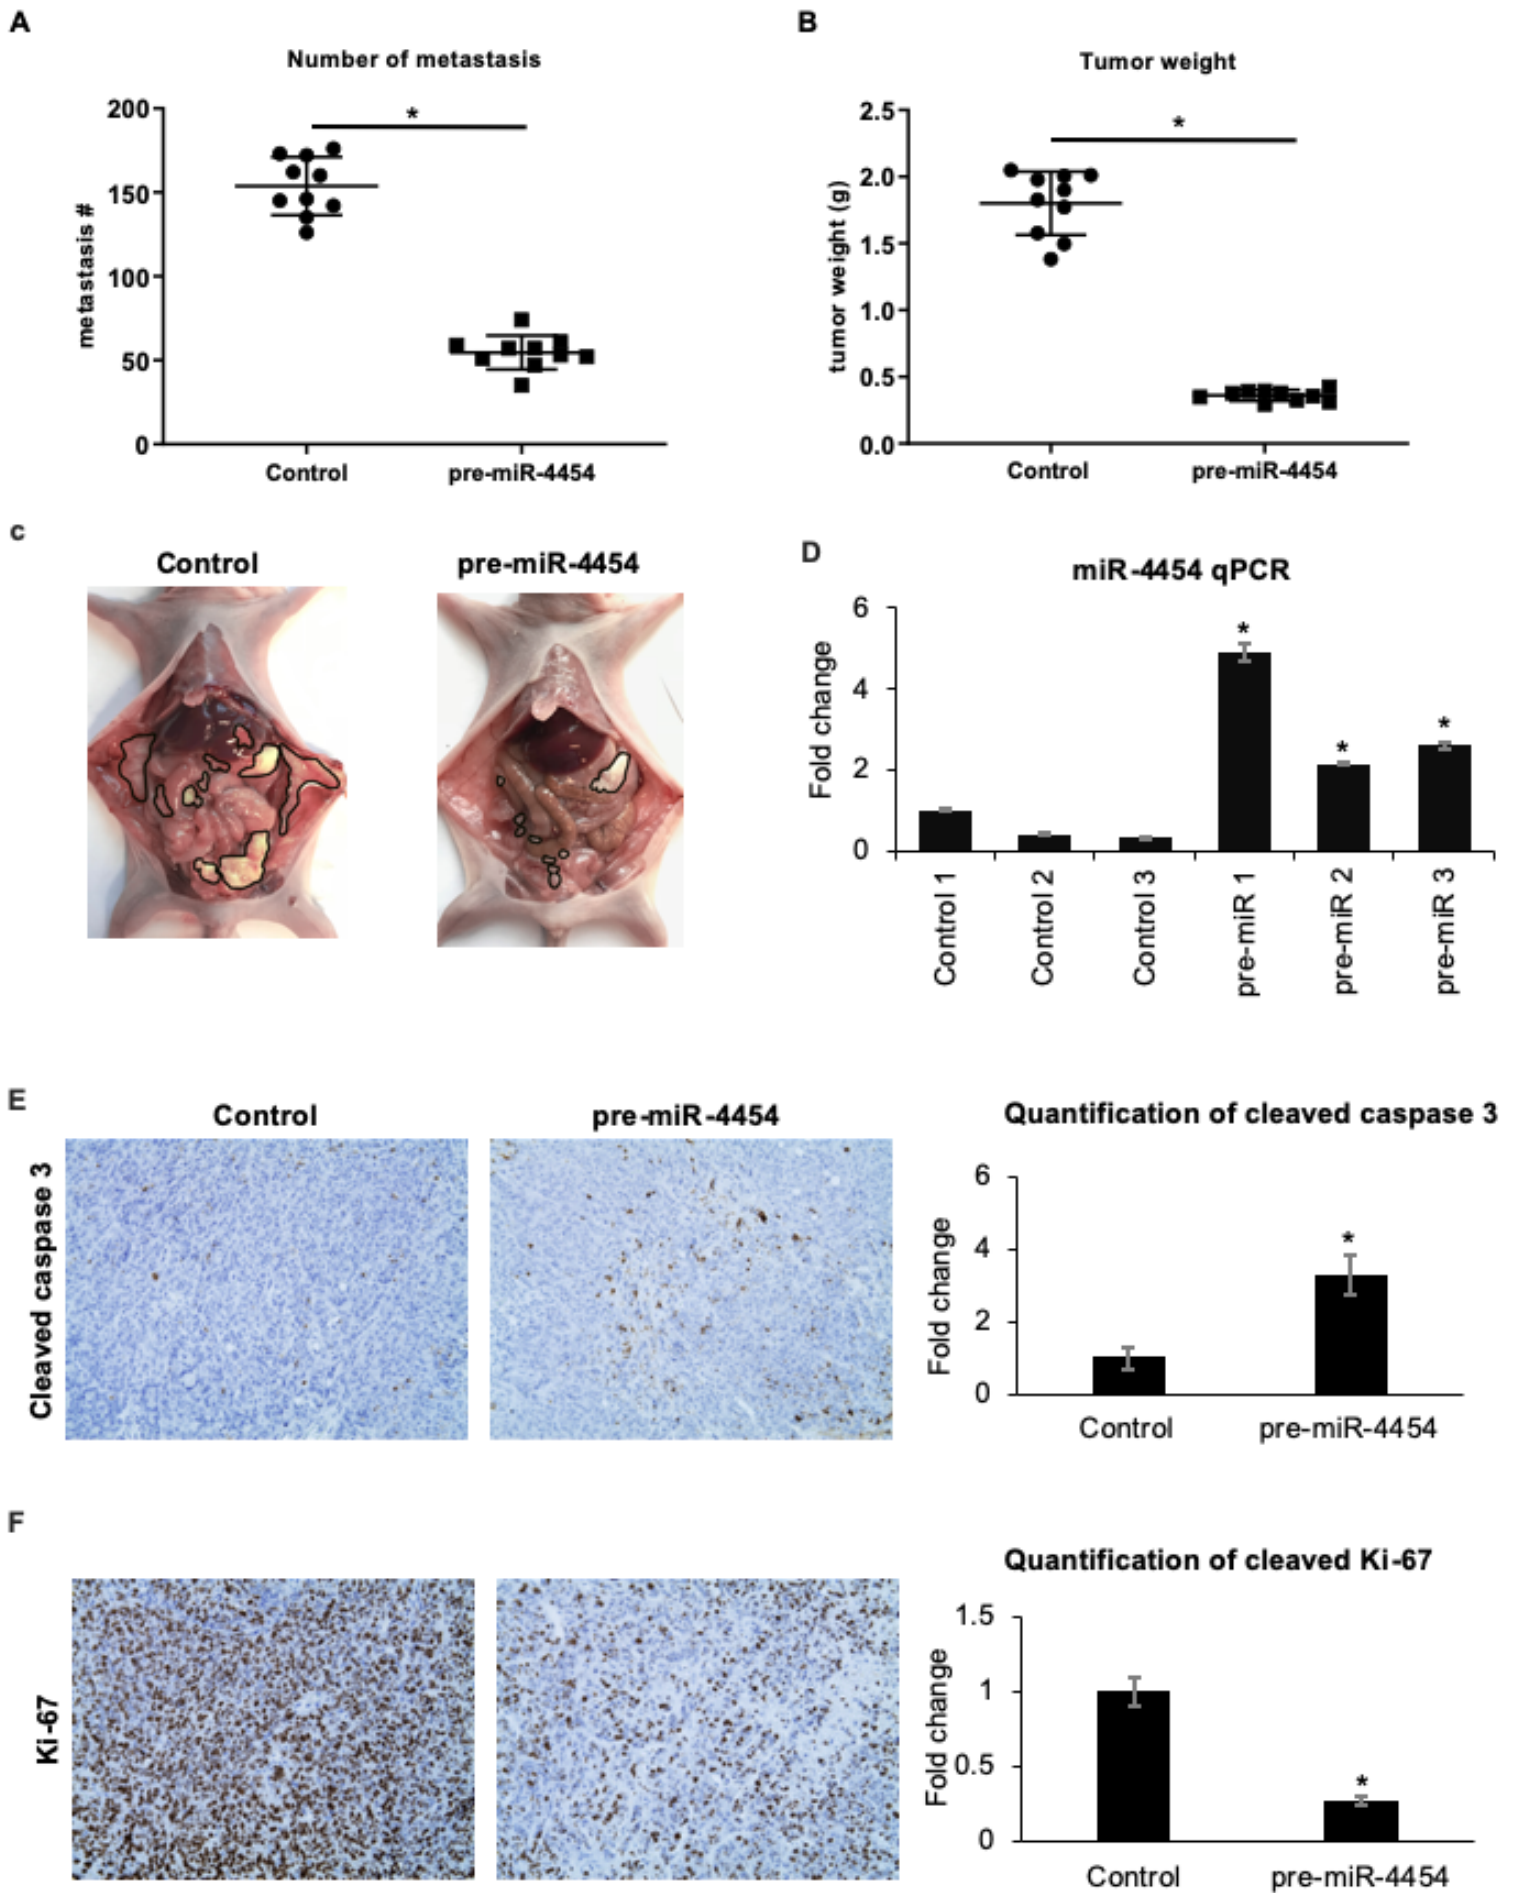 A
Number of metastasis
*
200
150
100
50
0
metastasis #
Control
pre-miR-4454
B
Tumor weight
*
2.5
2.0
1.5
1.0
0.5
0.0
tumor weight (g)
Control
pre-miR-4454
c
Control
pre-miR-4454
D
miR-4454 qPCR
6
4
2
0
Fold change
*
*
*
Control 1
Control 2
Control 3
pre-miR 1
pre-miR 2
pre-miR 3
E
Control
pre-miR-4454
Cleaved caspase 3
Quantification of cleaved caspase 3
6
4
2
0
Fold change
*
Control
pre-miR-4454
F
Ki-67
Quantification of cleaved Ki-67
1.5
1
0.5
0
Fold change
*
Control
pre-miR-4454